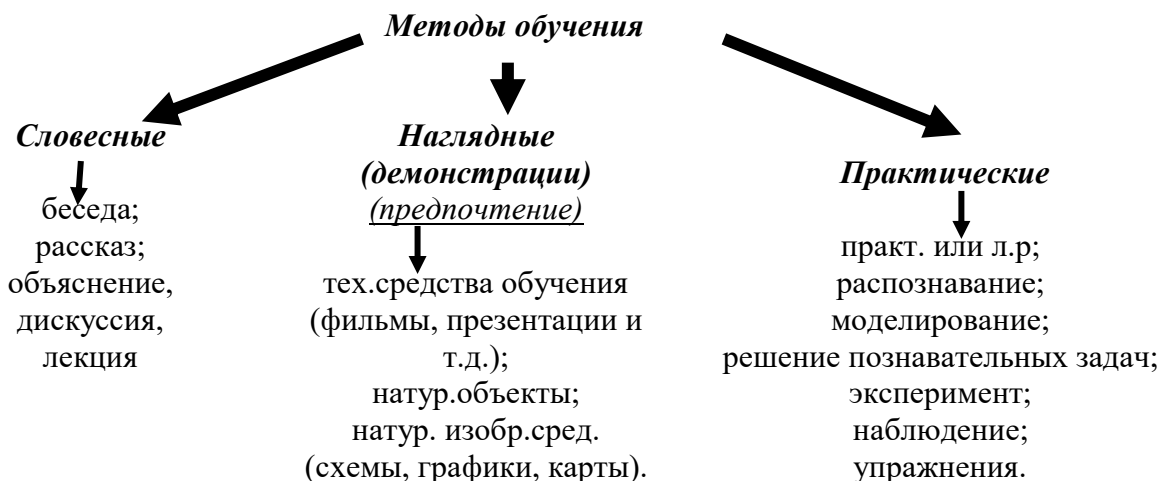 Методы обучения
Словесные
беседа;
рассказ;
объяснение,
дискуссия,
лекция
Наглядные
(демонстрации)
(предпочтение)
тех.средства обучения
(фильмы, презентации и
т.д.);
натур.объекты;
натур. изобр.сред.
(схемы, графики, карты).
Практические
практ. или л.р;
распознавание;
моделирование;
решение познавательных задач;
эксперимент;
наблюдение;
упражнения.